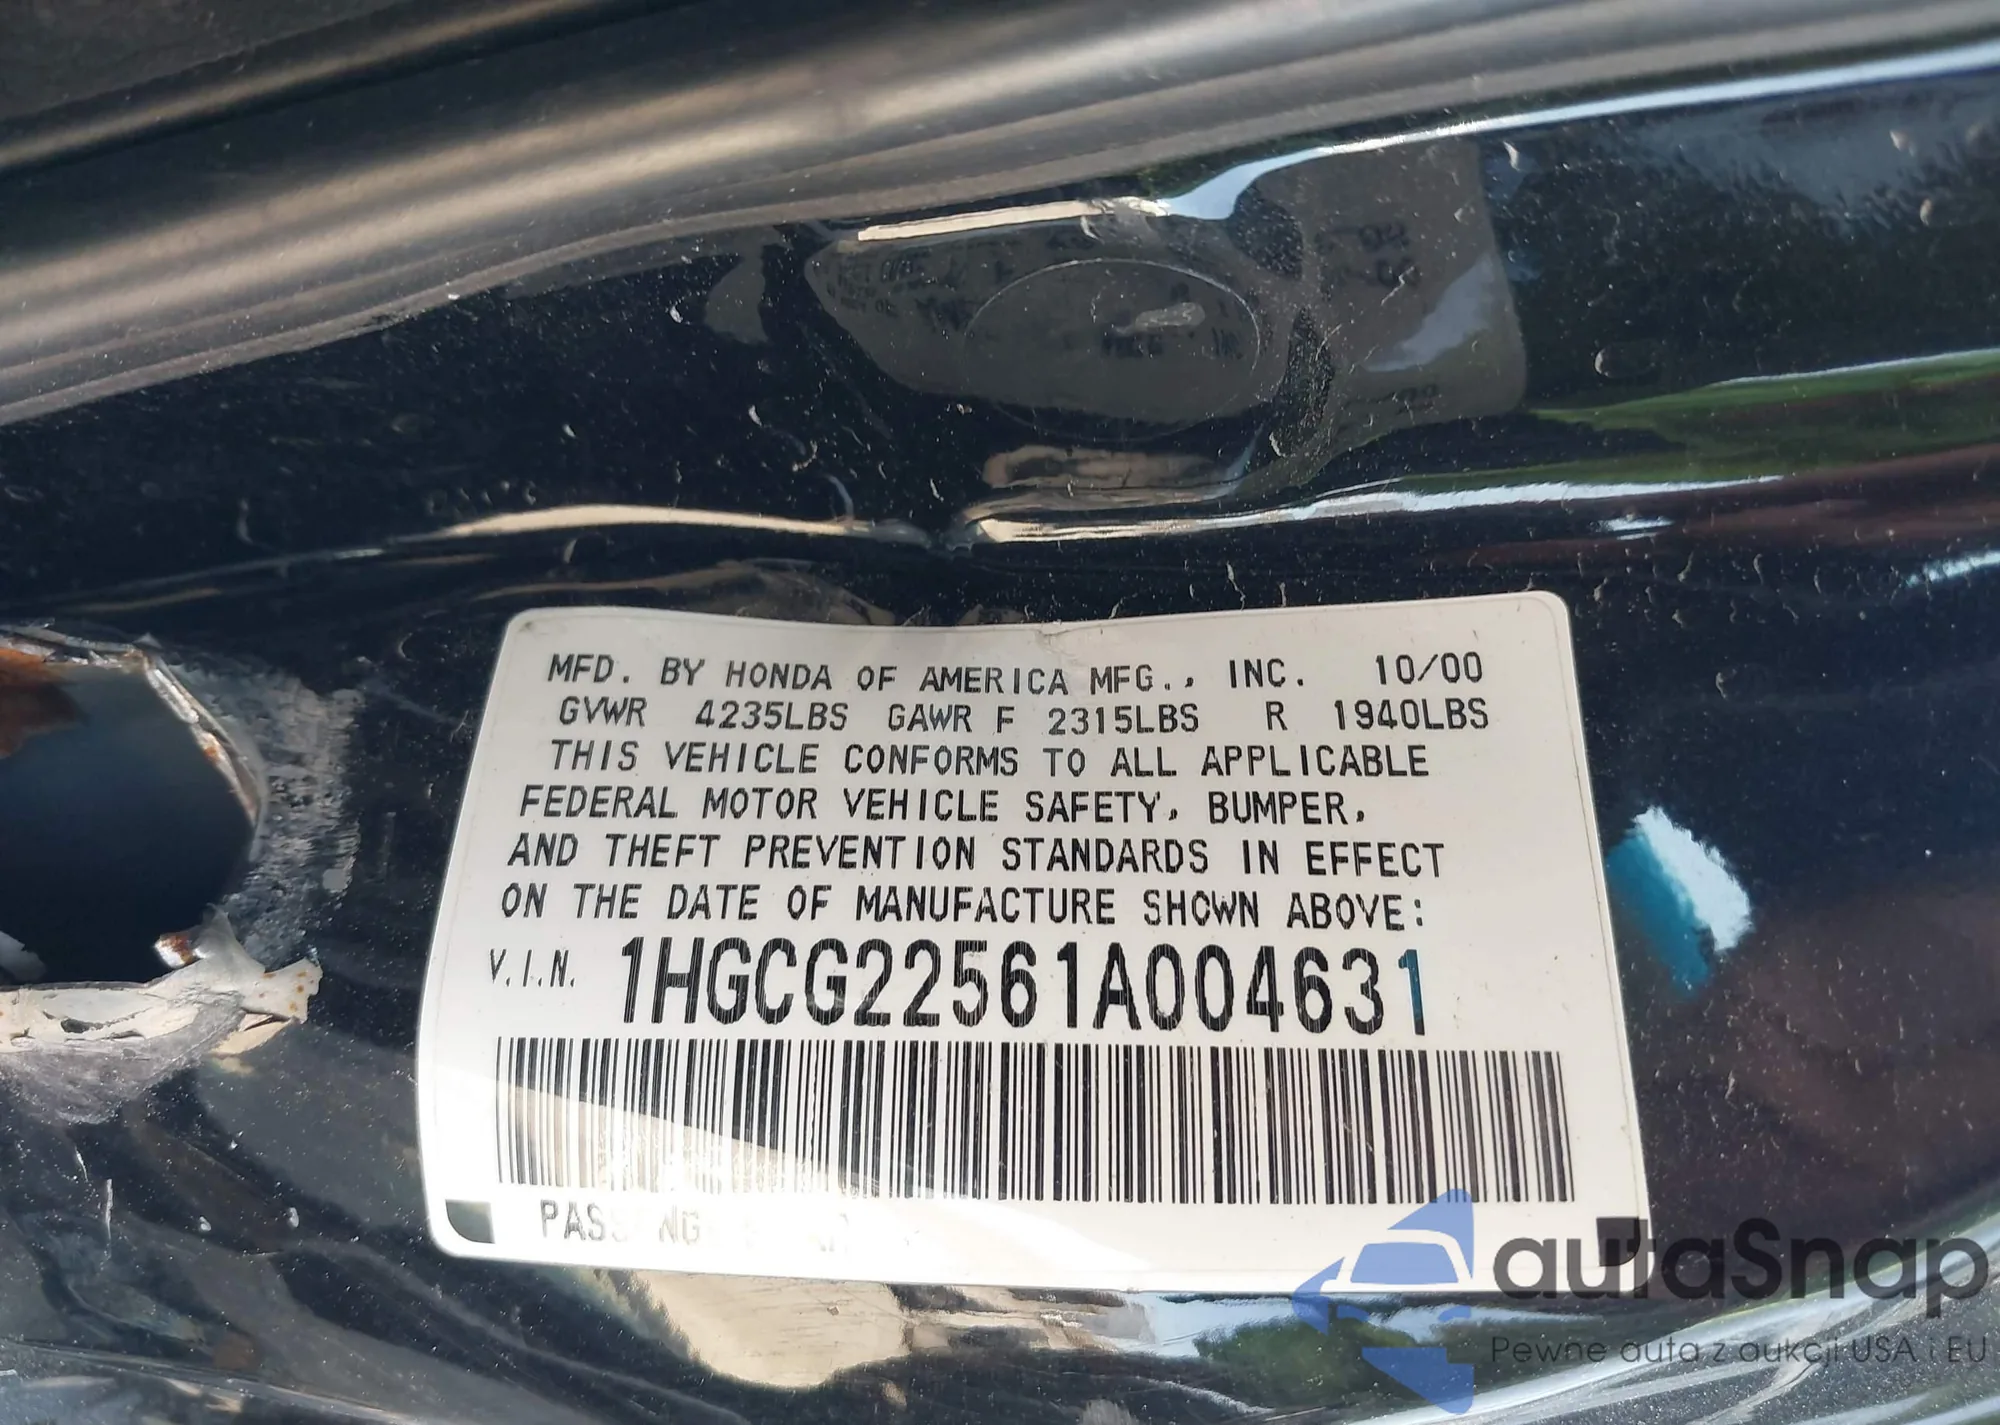 MFD. BY HONDA OF AMERICA MFG., INC. 10/00
GVWR 4235LBS GAWR F 2315LBS R 1940LBS
THIS VEHICLE CONFORMS TO ALL APPLICABLE
FEDERAL MOTOR VEHICLE SAFETY, BUMPER,
AND THEFT PREVENTION STANDARDS IN EFFECT
ON THE DATE OF MANUFACTURE SHOWN ABOVE:
V.I.N. 1HGCG22561A004631
autaSnap
Pewne auta z aukcji USA i EU